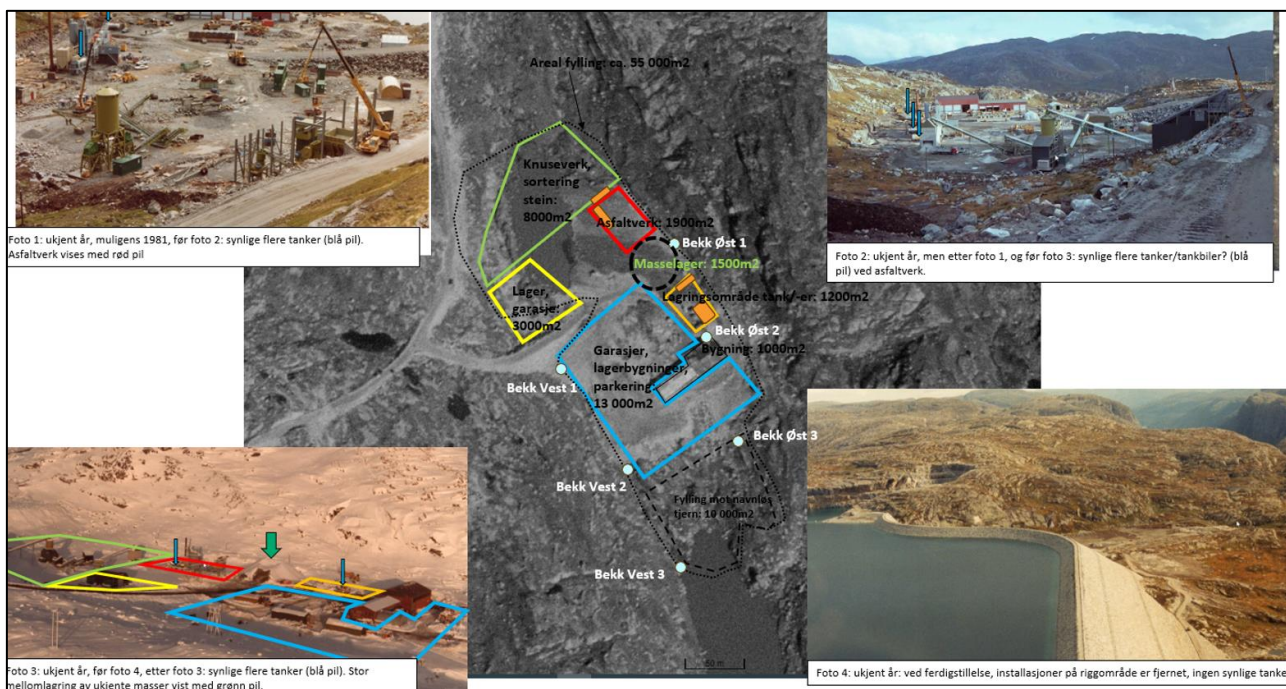 Areal fylling: ca. 55 000m2
Knuseverk,
sortering
stein:
8000m2
Asfaltverk: 1900m2
Bekk Øst 1
Masselager: 1500m2
Lager,
garasje:
3000m2
Lagringsområde tank/-er: 1200m2
Bekk Øst 2
Bygning: 1000m2
Garasjer,
lagerbygninger,
parkering:
13 000m2
Bekk Vest 1
Bekk Øst 3
Bekk Vest 2
Fylling mot navnløs
tjern: 10 000m2
Bekk Vest 3
50 m
Foto 1: ukjent år, muligens 1981, før foto 2: synlige flere tanker (blå pil).
Asfaltverk vises med rød pil
Foto 2: ukjent år, men etter foto 1, og før foto 3: synlige flere tanker/tankbiler? (blå
pil) ved asfaltverk.
Foto 3: ukjent år, før foto 4, etter foto 3: synlige flere tanker (blå pil). Stor
mellomlagring av ukjente masser vist med grønn pil.
Foto 4: ukjent år: ved ferdigstillelse, installasjoner på riggområde er fjernet, ingen synlige tanker